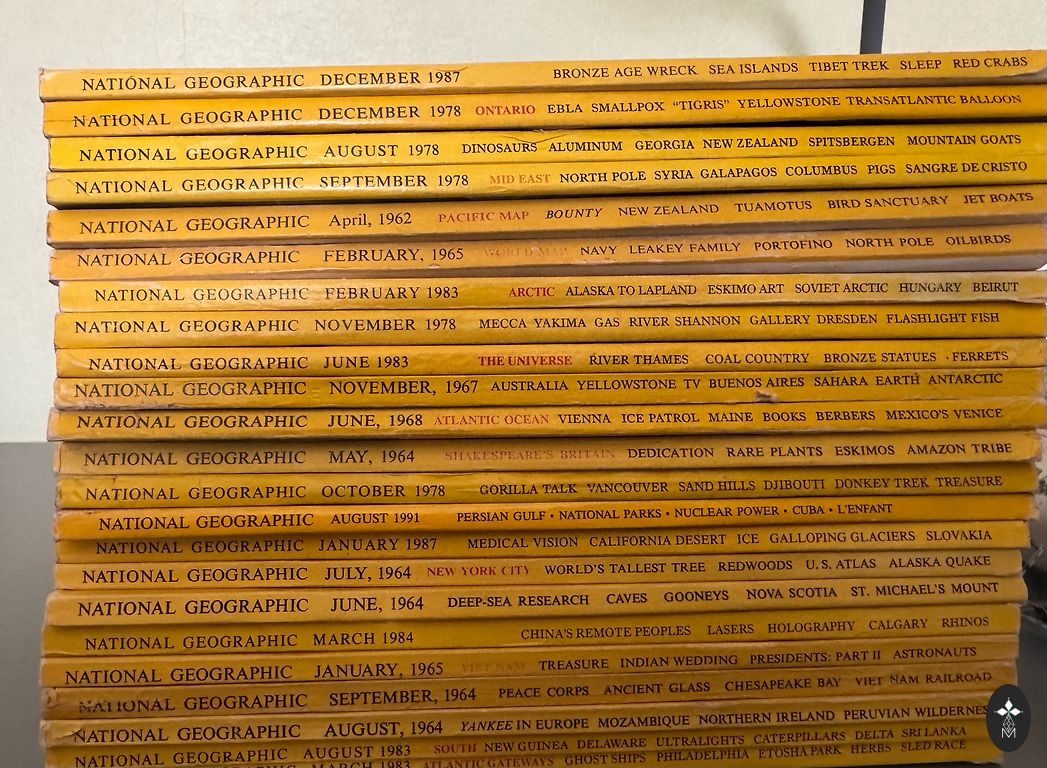 NATIONAL GEOGRAPHIC DECEMBER 1987 BRONZE AGE WRECK SEA ISLANDS TIBET TREK SLEEP RED CRABS
NATIONAL GEOGRAPHIC DECEMBER 1978 ONTARIO EBLA SMALLPOX “TIGRIS” YELLOWSTONE TRANSATLANTIC BALLOON
NATIONAL GEOGRAPHIC AUGUST 1978 DINOSAURS ALUMINUM GEORGIA NEW ZEALAND SPITSBERGEN MOUNTAIN GOATS
NATIONAL GEOGRAPHIC SEPTEMBER 1978 MID EAST NORTH POLE SYRIA GALAPAGOS COLUMBUS PIGS SANGRE DE CRISTO
NATIONAL GEOGRAPHIC April, 1962 PACIFIC MAP BOUNTY NEW ZEALAND TUAMOTUS BIRD SANCTUARY JET BOATS
NATIONAL GEOGRAPHIC FEBRUARY, 1965 WORLD MAP NAVY LEAKEY FAMILY PORTOFINO NORTH POLE OILBIRDS
NATIONAL GEOGRAPHIC FEBRUARY 1983 ARCTIC ALASKA TO LAPLAND ESKIMO ART SOVIET ARCTIC HUNGARY BEIRUT
NATIONAL GEOGRAPHIC NOVEMBER 1978 MECCA YAKIMA GAS RIVER SHANNON GALLERY DRESDEN FLASHLIGHT FISH
NATIONAL GEOGRAPHIC JUNE 1983 THE UNIVERSE RIVER THAMES COAL COUNTRY BRONZE STATUES FERRETS
NATIONAL GEOGRAPHIC NOVEMBER, 1967 AUSTRALIA YELLOWSTONE TV BUENOS AIRES SAHARA EARTH ANTARCTIC
NATIONAL GEOGRAPHIC JUNE, 1968 ATLANTIC OCEAN VIENNA ICE PATROL MAINE BOOKS BERBERS MEXICO'S VENICE
NATIONAL GEOGRAPHIC MAY, 1964 SHAKESPEARE'S BRITAIN DEDICATION RARE PLANTS ESKIMOS AMAZON TRIBE
NATIONAL GEOGRAPHIC OCTOBER 1978 GORILLA TALK VANCOUVER SAND HILLS DJIBOUTI DONKEY TREK TREASURE
NATIONAL GEOGRAPHIC AUGUST 1991 PERSIAN GULF • NATIONAL PARKS • NUCLEAR POWER • CUBA • L'ENFANT
NATIONAL GEOGRAPHIC JANUARY 1987 MEDICAL VISION CALIFORNIA DESERT ICE GALLOPING GLACIERS SLOVAKIA
NATIONAL GEOGRAPHIC JULY, 1964 NEW YORK CITY WORLD'S TALLEST TREE REDWOODS U.S. ATLAS ALASKA QUAKE
NATIONAL GEOGRAPHIC JUNE, 1964 DEEP-SEA RESEARCH CAVES GOONEYS NOVA SCOTIA ST. MICHAEL'S MOUNT
NATIONAL GEOGRAPHIC MARCH 1984 CHINA'S REMOTE PEOPLES LASERS HOLOGRAPHY CALGARY RHINOS
NATIONAL GEOGRAPHIC JANUARY, 1965 VIET NAM TREASURE INDIAN WEDDING PRESIDENTS: PART II ASTRONAUTS
NATIONAL GEOGRAPHIC SEPTEMBER, 1964 PEACE CORPS ANCIENT GLASS CHESAPEAKE BAY VIET NAM RAILROAD
NATIONAL GEOGRAPHIC AUGUST, 1964 YANKEE IN EUROPE MOZAMBIQUE NORTHERN IRELAND PERUVIAN WILDERNES
NATIONAL GEOGRAPHIC AUGUST 1983 SOUTH NEW GUINEA DELAWARE ULTRALIGHTS CATERPILLARS DELTA SRI LANKA
NATIONAL GEOGRAPHIC MARCH 1983 ATLANTIC GATEWAYS GHOST SHIPS PHILADELPHIA ETOSHA PARK HERBS SLED RACE